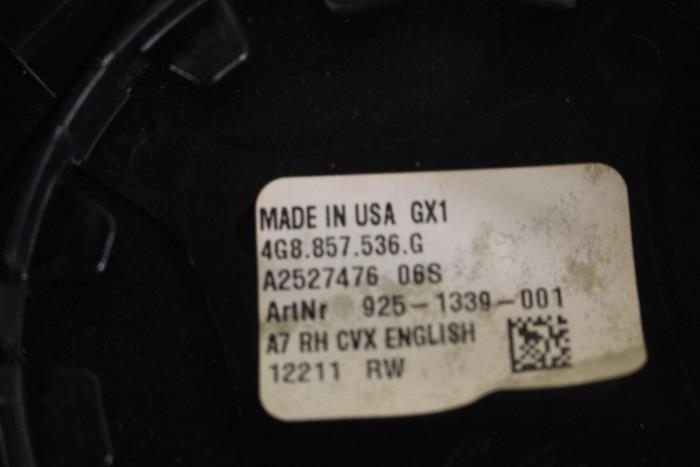 MADE IN USA GX1
4G8.857.536.G
A2527476 06S
ArtNr 925-1339-001
A7 RH CVX ENGLISH
12211 RW